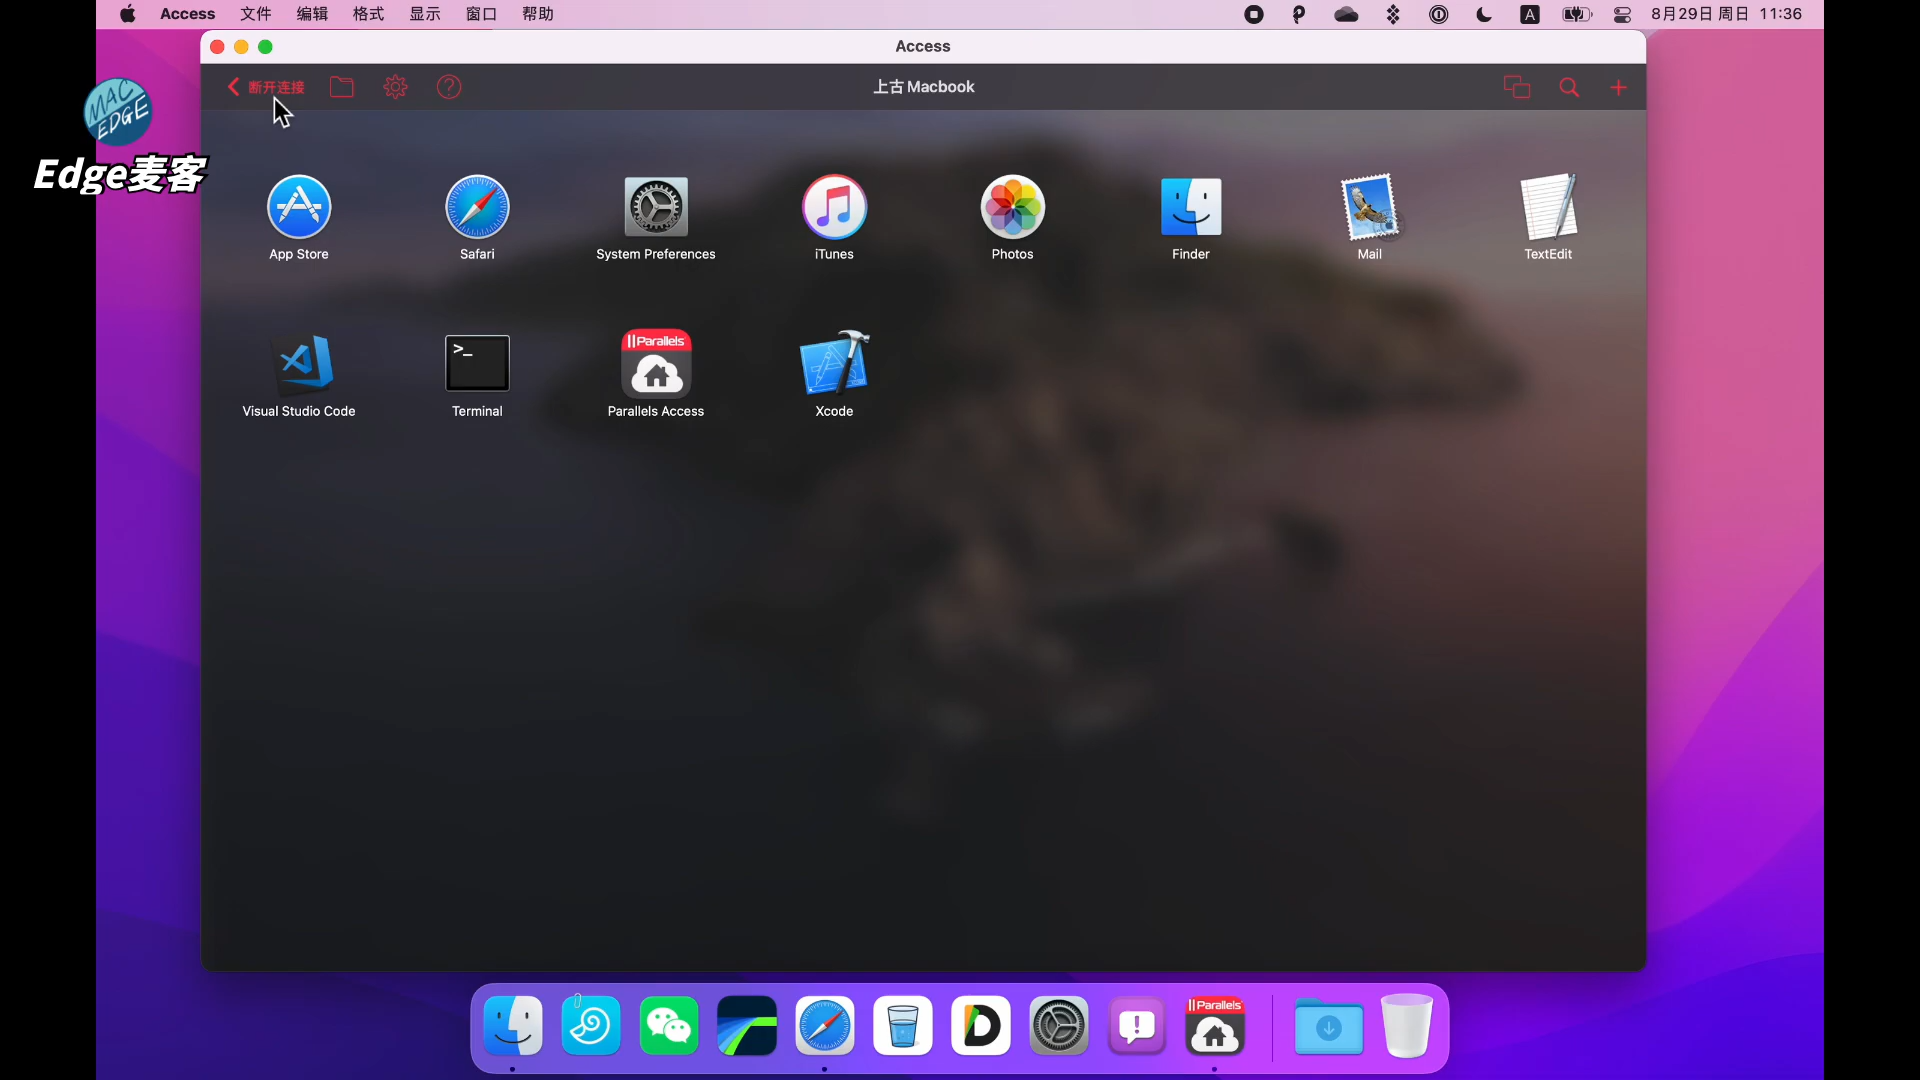 Access 文件 编辑 格式 显示 窗口 帮助
A
8月29日 周日 11:36
Access
断开连接
?
上古 Macbook
MAC
EDGE
Edge麦客
App Store
Safari
System Preferences
iTunes
Photos
Finder
Mail
TextEdit
>_
Parallels
Visual Studio Code
Terminal
Parallels Access
Xcode
Parallels